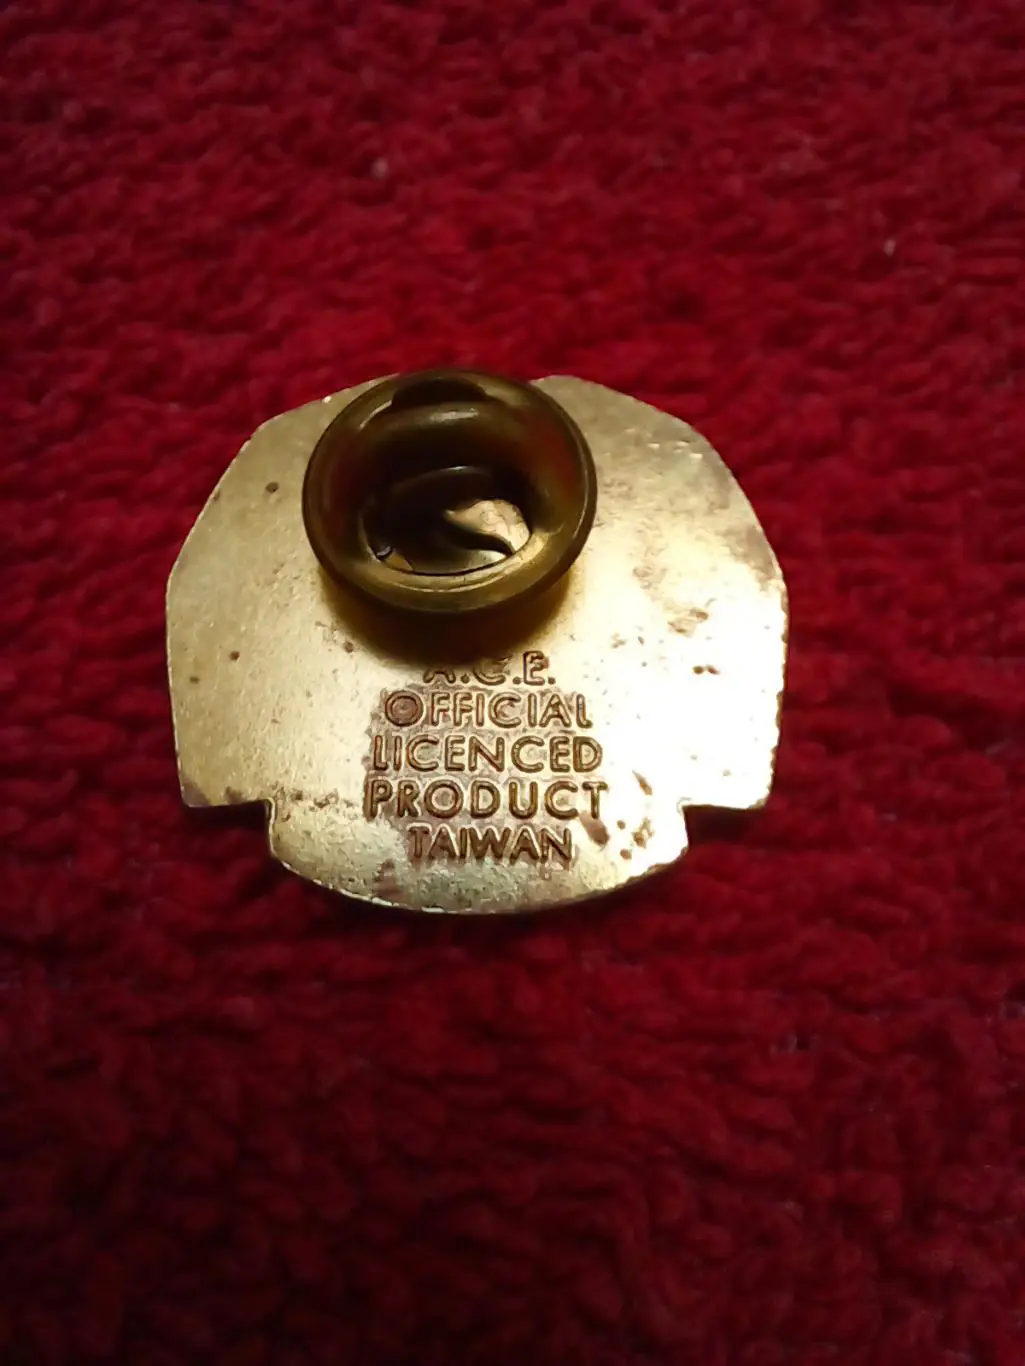 A.C.E.
OFFICIAL
LICENCED
PRODUCT
TAIWAN